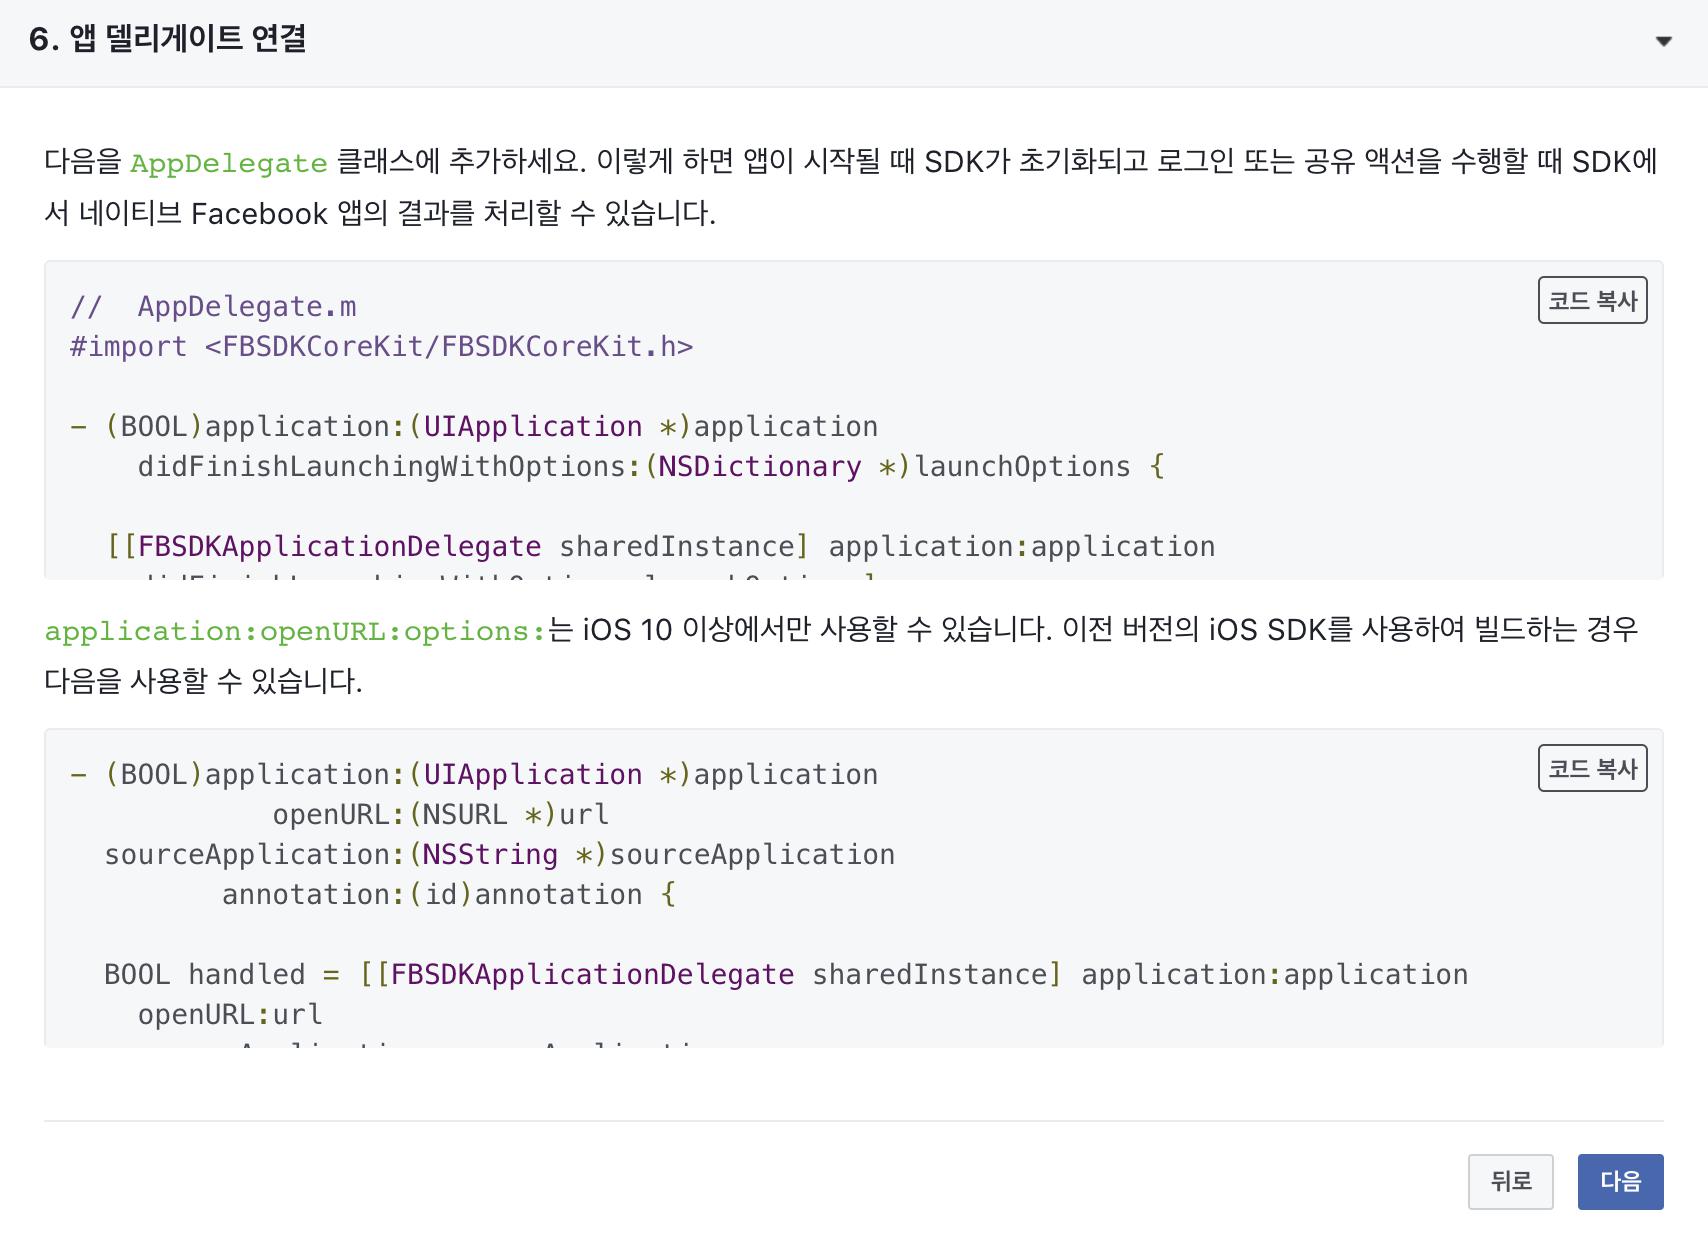 6. 앱 델리게이트 연결
다음을 AppDelegate 클래스에 추가하세요. 이렇게 하면 앱이 시작될 때 SDK가 초기화되고 로그인 또는 공유 액션을 수행할 때 SDK에
서 네이티브 Facebook 앱의 결과를 처리할 수 있습니다.
코드 복사
//  AppDelegate.m
#import <FBSDKCoreKit/FBSDKCoreKit.h>
- (BOOL)application:(UIApplication *)application
    didFinishLaunchingWithOptions:(NSDictionary *)launchOptions {
  [[FBSDKApplicationDelegate sharedInstance] application:application
application:openURL:options:는 iOS 10 이상에서만 사용할 수 있습니다. 이전 버전의 iOS SDK를 사용하여 빌드하는 경우
다음을 사용할 수 있습니다.
코드 복사
- (BOOL)application:(UIApplication *)application
            openURL:(NSURL *)url
  sourceApplication:(NSString *)sourceApplication
         annotation:(id)annotation {
  BOOL handled = [[FBSDKApplicationDelegate sharedInstance] application:application
    openURL:url
뒤로
다음